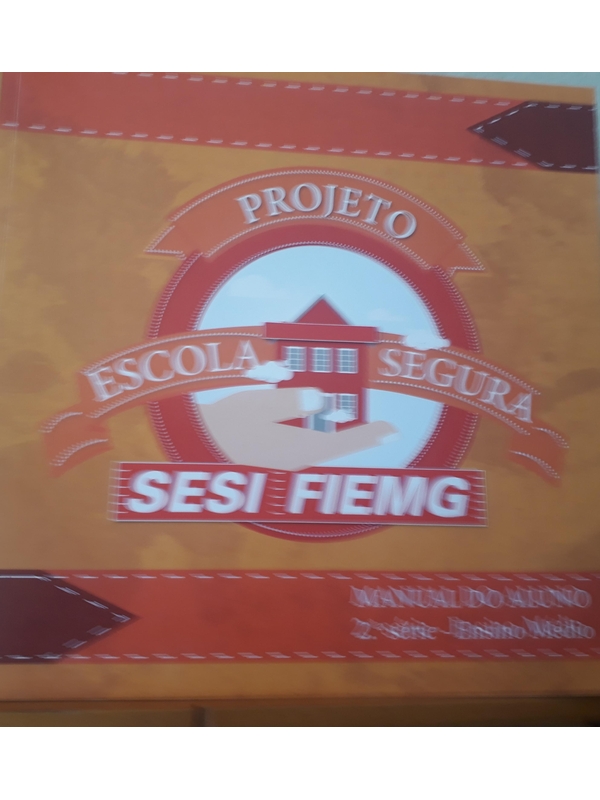 PROJETO
ESCOLA SEGURA
SESI FIEMG
MANUAL DO ALUNO
2ª série - Ensino Médio